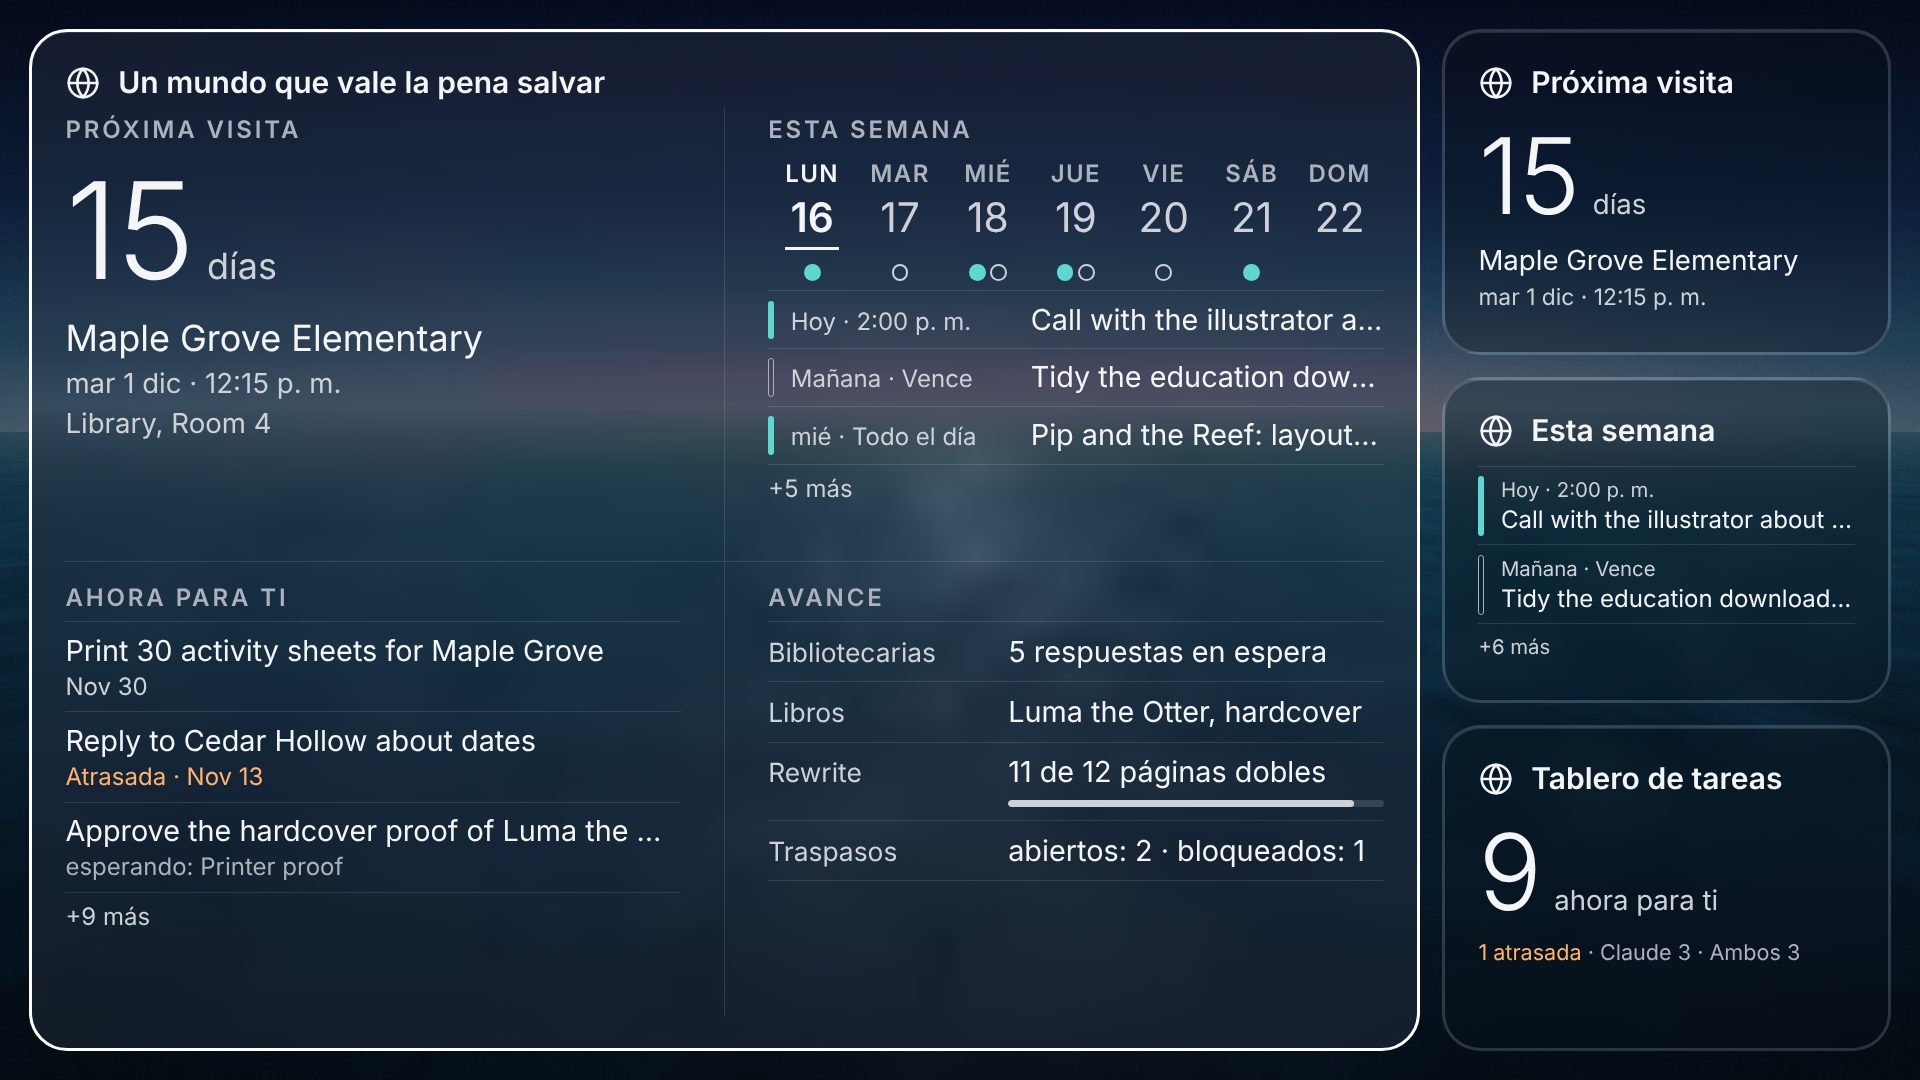 Un mundo que vale la pena salvar
PRÓXIMA VISITA
15 días
Maple Grove Elementary
mar 1 dic · 12:15 p. m.
Library, Room 4
ESTA SEMANA
LUN MAR MIÉ JUE VIE SÁB DOM
16 17 18 19 20 21 22
Hoy · 2:00 p. m. Call with the illustrator a...
Mañana · Vence Tidy the education dow...
mié · Todo el día Pip and the Reef: layout...
+5 más
AHORA PARA TI
Print 30 activity sheets for Maple Grove
Nov 30
Reply to Cedar Hollow about dates
Atrasada · Nov 13
Approve the hardcover proof of Luma the ...
esperando: Printer proof
+9 más
AVANCE
Bibliotecarias 5 respuestas en espera
Libros Luma the Otter, hardcover
Rewrite 11 de 12 páginas dobles
Traspasos abiertos: 2 · bloqueados: 1
Próxima visita
15 días
Maple Grove Elementary
mar 1 dic · 12:15 p. m.
Esta semana
Hoy · 2:00 p. m.
Call with the illustrator about ...
Mañana · Vence
Tidy the education download...
+6 más
Tablero de tareas
9 ahora para ti
1 atrasada · Claude 3 · Ambos 3